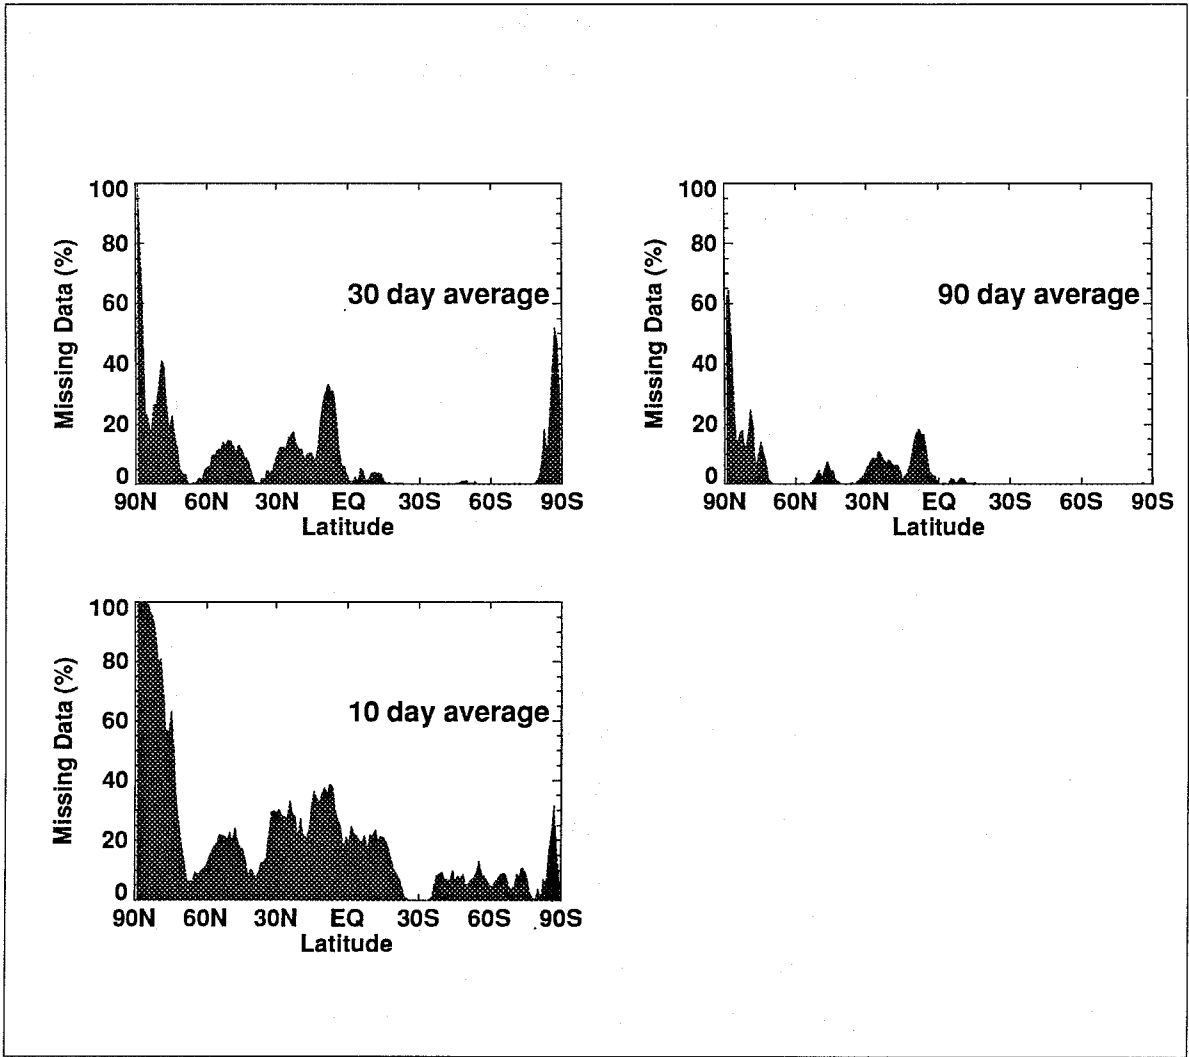 100
80
60
40
20
0
Missing Data (%)
30 day average
90N 60N 30N EQ 30S 60S 90S
Latitude
100
80
60
40
20
0
Missing Data (%)
90 day average
90N 60N 30N EQ 30S 60S 90S
Latitude
100
80
60
40
20
0
Missing Data (%)
10 day average
90N 60N 30N EQ 30S 60S 90S
Latitude